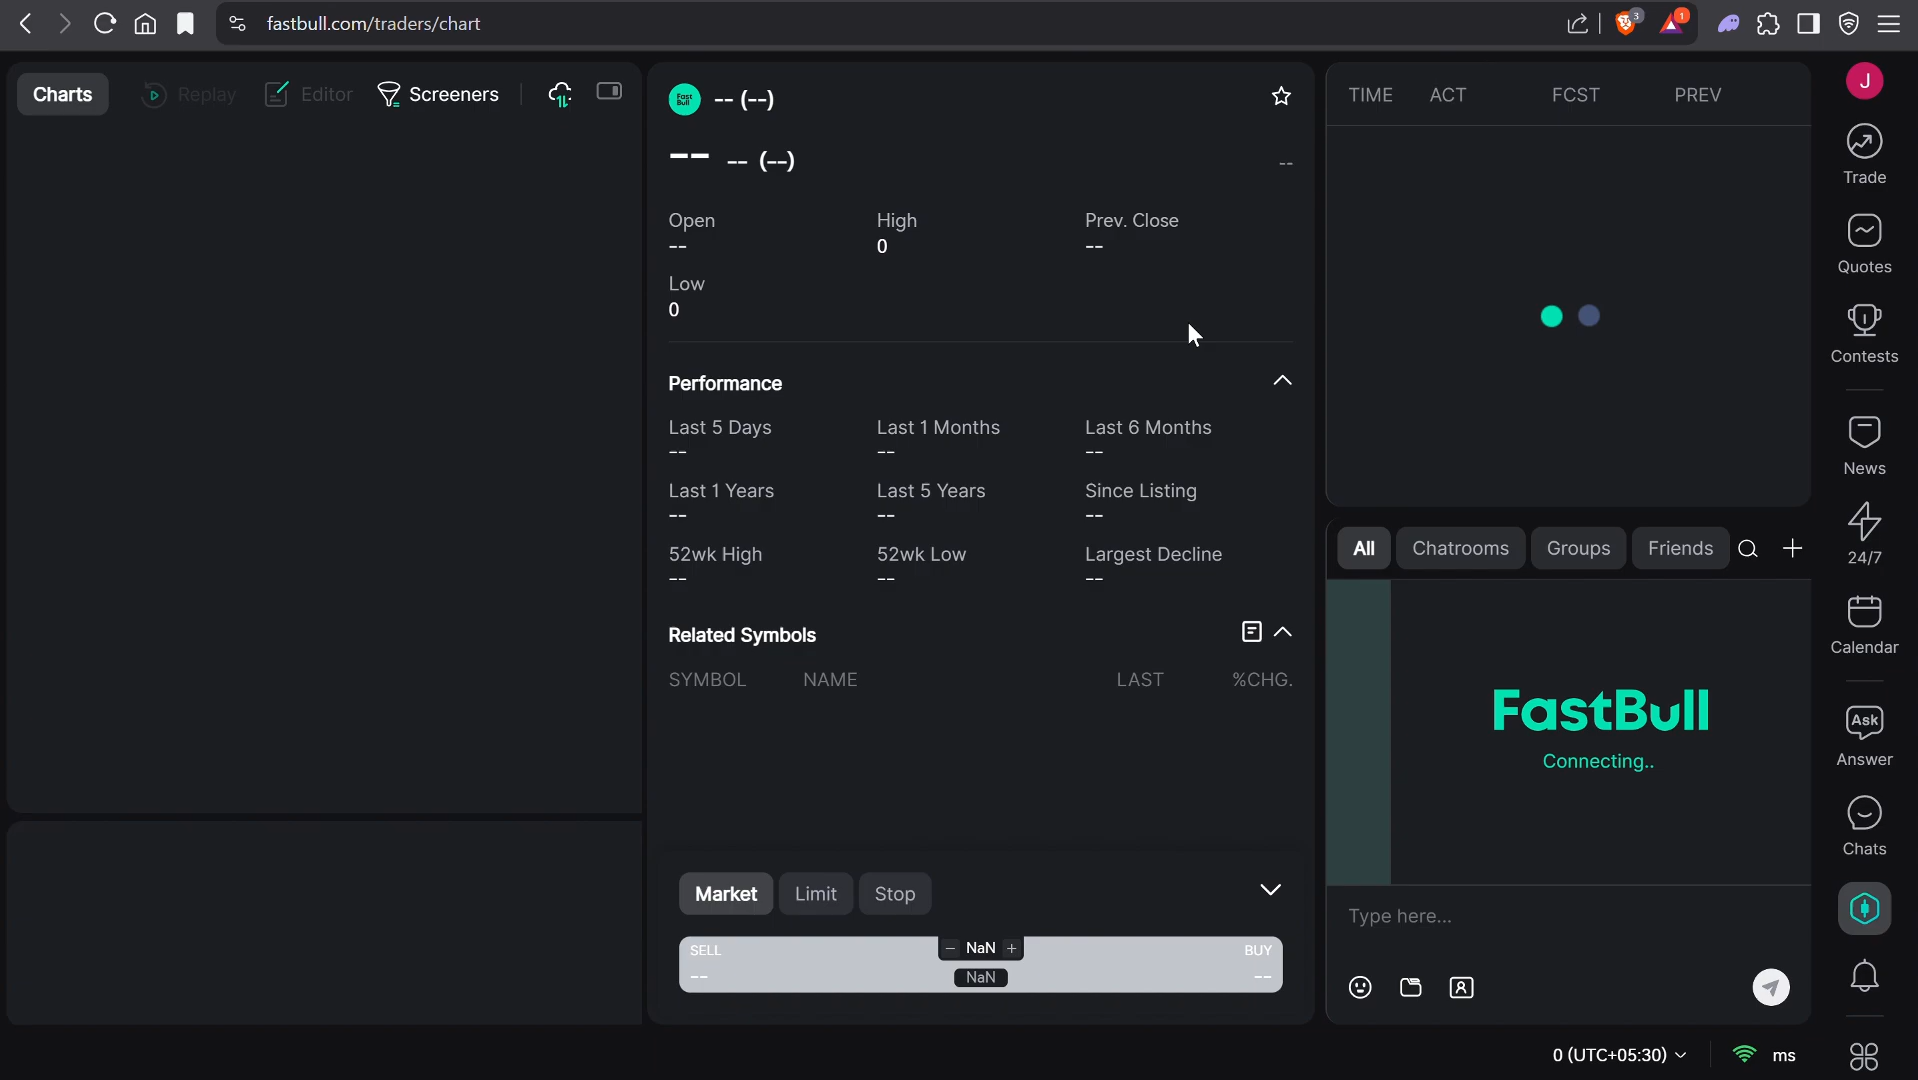 fastbull.com/traders/chart
3
1
Charts
Replay
Editor
Screeners
Fast
Bull
-- (--)
-- -- (--)
--
Open
--
High
0
Prev. Close
--
Low
0
Performance
Last 5 Days
--
Last 1 Months
--
Last 6 Months
--
Last 1 Years
--
Last 5 Years
--
Since Listing
--
52wk High
--
52wk Low
--
Largest Decline
--
Related Symbols
SYMBOL NAME LAST %CHG.
Market Limit Stop
SELL
--
- NaN +
NaN
BUY
--
TIME ACT FCST PREV
All Chatrooms Groups Friends
FastBull
Connecting..
Type here...
0 (UTC+05:30)
ms
J
Trade
Quotes
Contests
News
24/7
Calendar
Ask
Answer
Chats